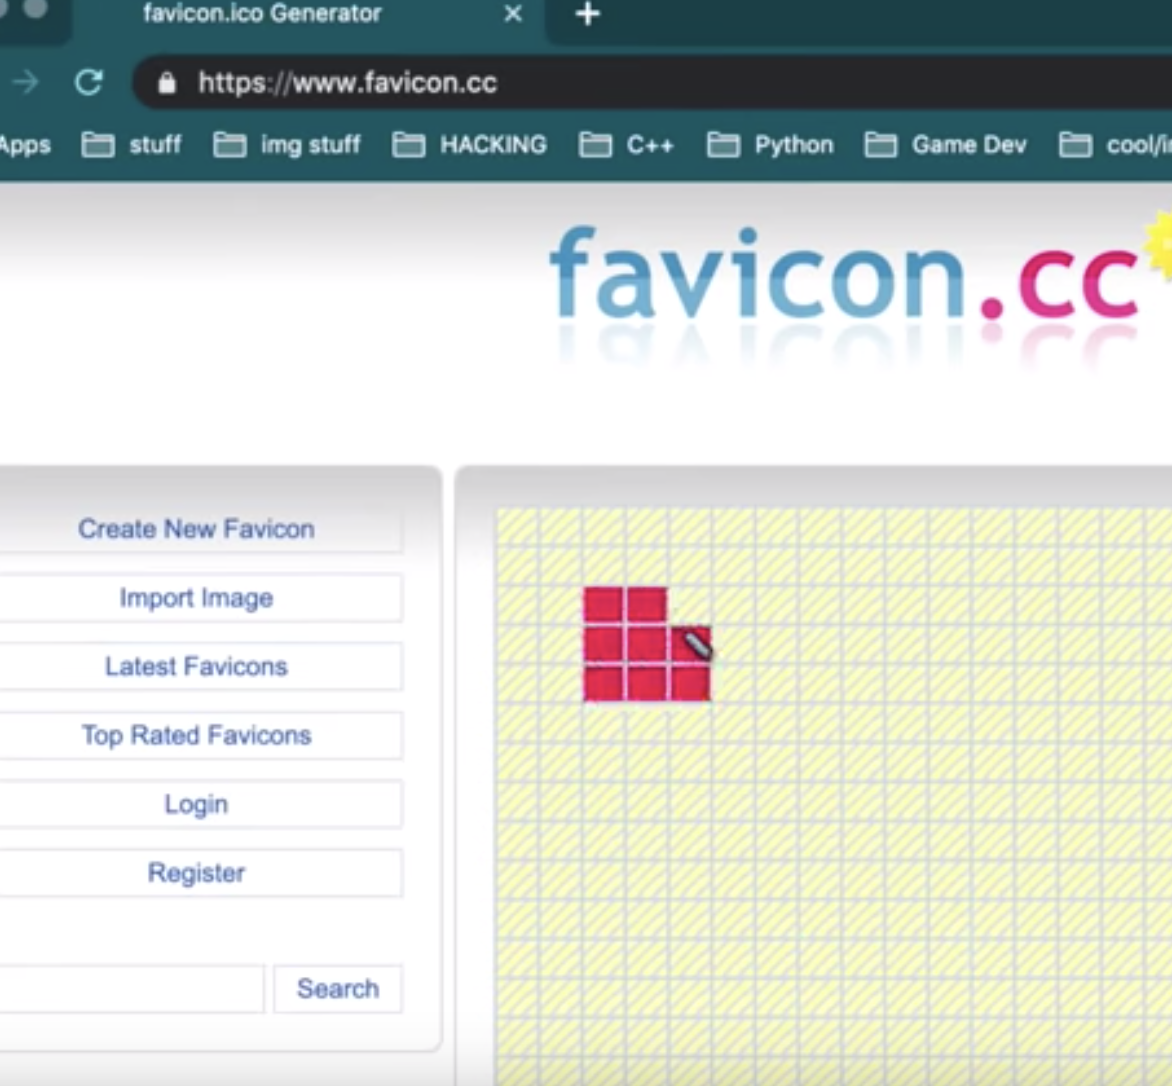 favicon.ico Generator
https://www.favicon.cc
Apps stuff img stuff HACKING C++ Python Game Dev
favicon.cc
Create New Favicon
Import Image
Latest Favicons
Top Rated Favicons
Login
Register
Search